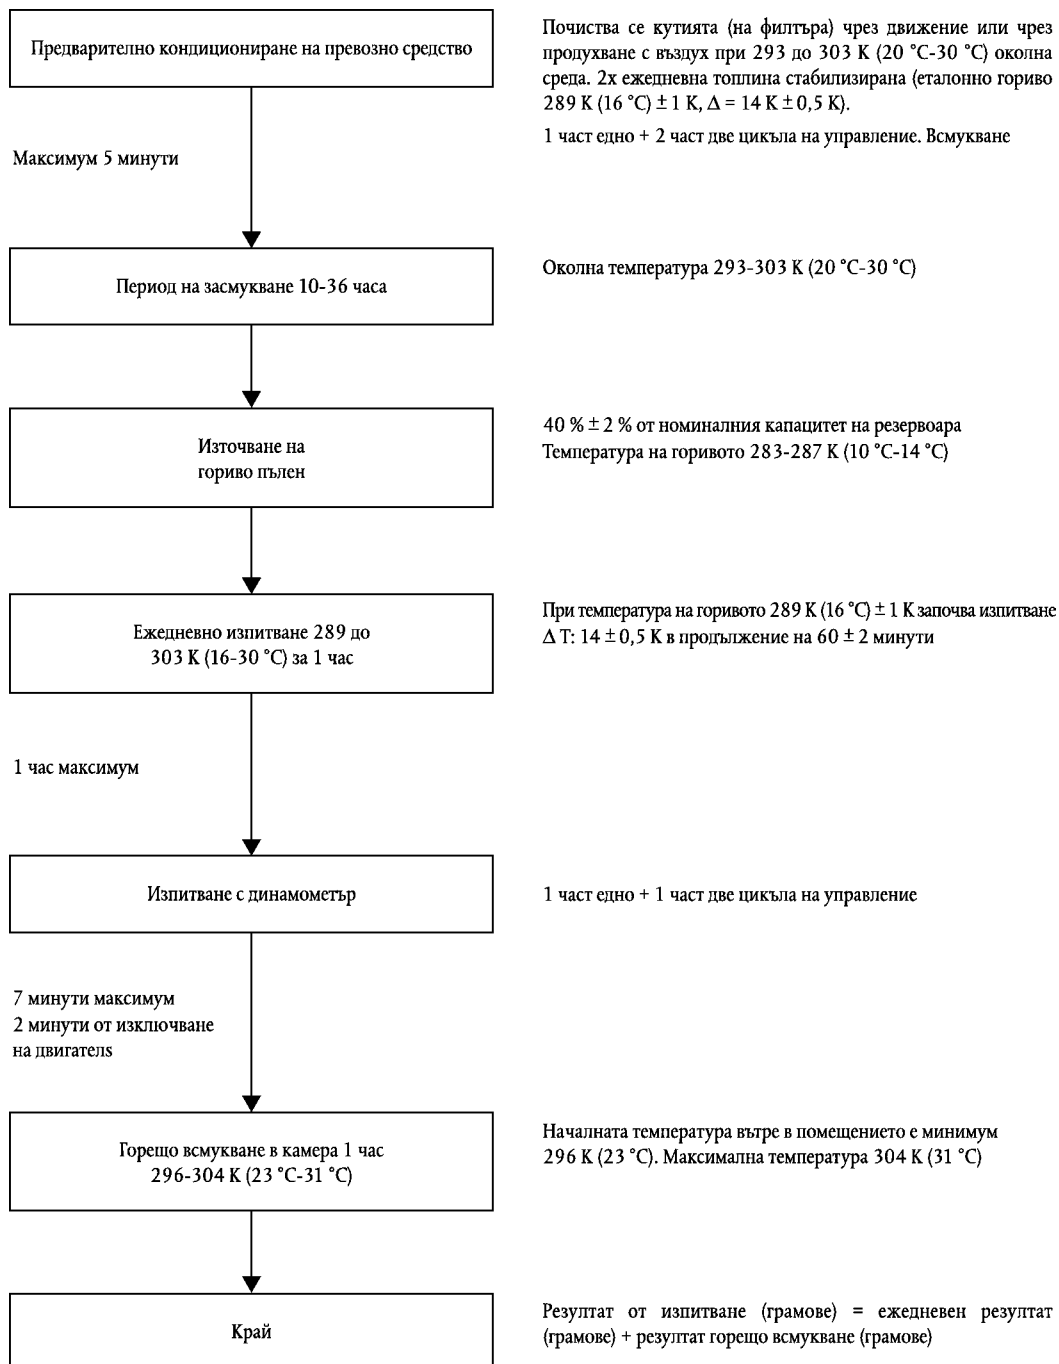 Предварително кондициониране на превозно средство
Почиства се кутията (на филтъра) чрез движение или чрез
продухване с въздух при 293 до 303 K (20 °C-30 °C) околна
среда. 2x ежедневна топлина стабилизирана (еталонно гориво
289 K (16 °C) ± 1 K, Δ = 14 K ± 0,5 K).
1 част едно + 2 част две цикъла на управление. Всмукване
Максимум 5 минути
Период на засмукване 10-36 часа
Околна температура 293-303 K (20 °C-30 °C)
Източване на
гориво пълен
40 % ± 2 % от номиналния капацитет на резервоара
Температура на горивото 283-287 K (10 °C-14 °C)
Ежедневно изпитване 289 до
303 K (16-30 °C) за 1 час
При температура на горивото 289 K (16 °C) ± 1 K започва изпитване
Δ T: 14 ± 0,5 K в продължение на 60 ± 2 минути
1 час максимум
Изпитване с динамометър
1 част едно + 1 част две цикъла на управление
7 минути максимум
2 минути от изключване
на двигателs
Горещо всмукване в камера 1 час
296-304 K (23 °C-31 °C)
Началната температура вътре в помещението е минимум
296 K (23 °C). Максимална температура 304 K (31 °C)
Край
Резултат от изпитване (грамове) = ежедневен резултат
(грамове) + резултат горещо всмукване (грамове)